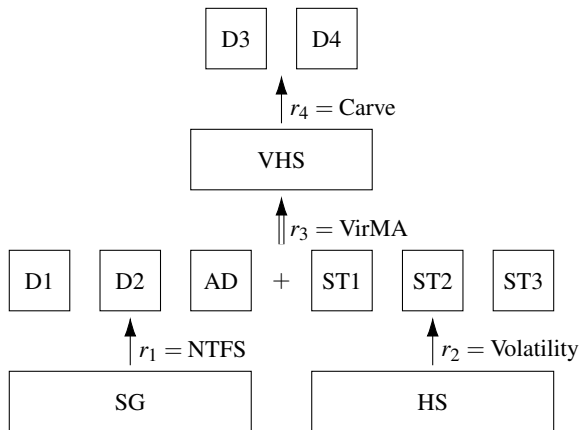 D3 D4
r₄ = Carve
VHS
r₃ = VirMA
D1 D2 AD + ST1 ST2 ST3
r₁ = NTFS r₂ = Volatility
SG HS